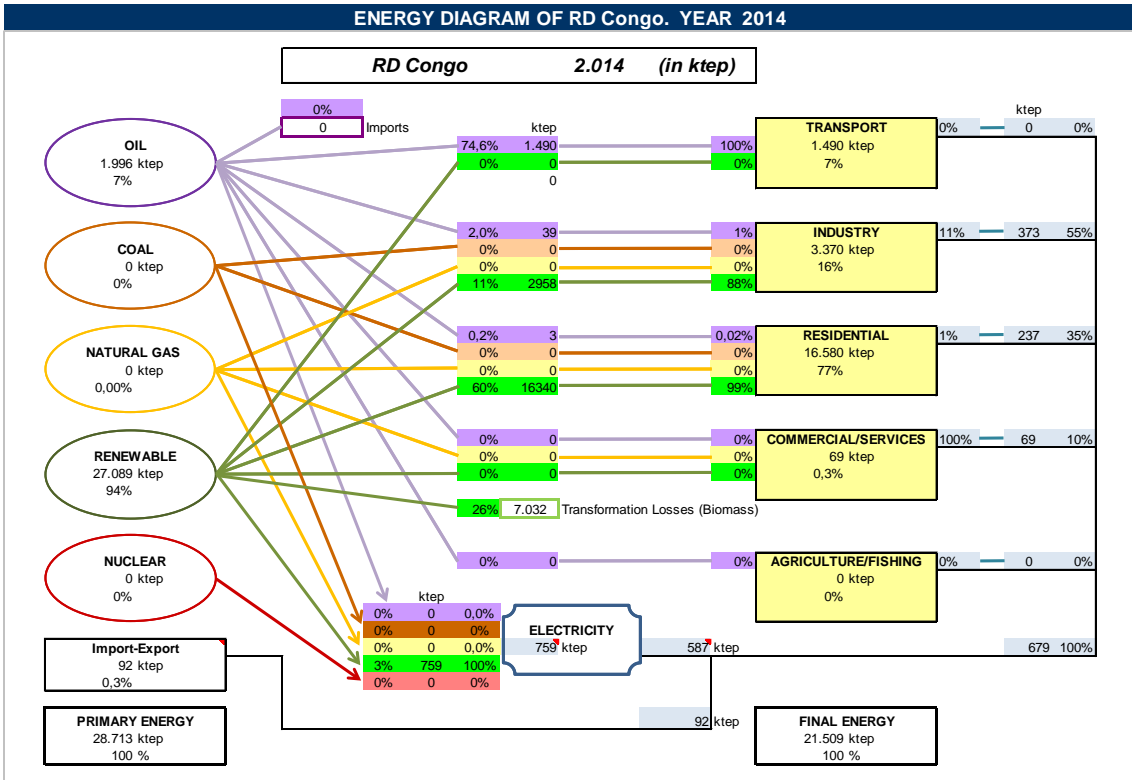 ENERGY DIAGRAM OF RD Congo. YEAR 2014
RD Congo 2.014 (in ktep)
0%
0 Imports
OIL
1.996 ktep
7%
COAL
0 ktep
0%
NATURAL GAS
0 ktep
0,00%
RENEWABLE
27.089 ktep
94%
NUCLEAR
0 ktep
0%
Import-Export
92 ktep
0,3%
PRIMARY ENERGY
28.713 ktep
100 %
ktep
74,6% 1.490 100%
0% 0 0%
0
2,0% 39 1%
0% 0 0%
0% 0 0%
11% 2958 88%
0,2% 3 0,02%
0% 0 0%
0% 0 0%
60% 16340 99%
0% 0 0%
0% 0 0%
0% 0 0%
26% 7.032 Transformation Losses (Biomass)
0% 0 0%
ktep
0% 0 0,0%
0% 0 0%
0% 0 0,0%
3% 759 100%
0% 0 0%
ELECTRICITY
759 ktep
587 ktep
92 ktep
TRANSPORT
1.490 ktep
7%
INDUSTRY
3.370 ktep
16%
RESIDENTIAL
16.580 ktep
77%
COMMERCIAL/SERVICES
69 ktep
0,3%
AGRICULTURE/FISHING
0 ktep
0%
FINAL ENERGY
21.509 ktep
100 %
ktep
0% 0 0%
11% 373 55%
1% 237 35%
100% 69 10%
0% 0 0%
679 100%